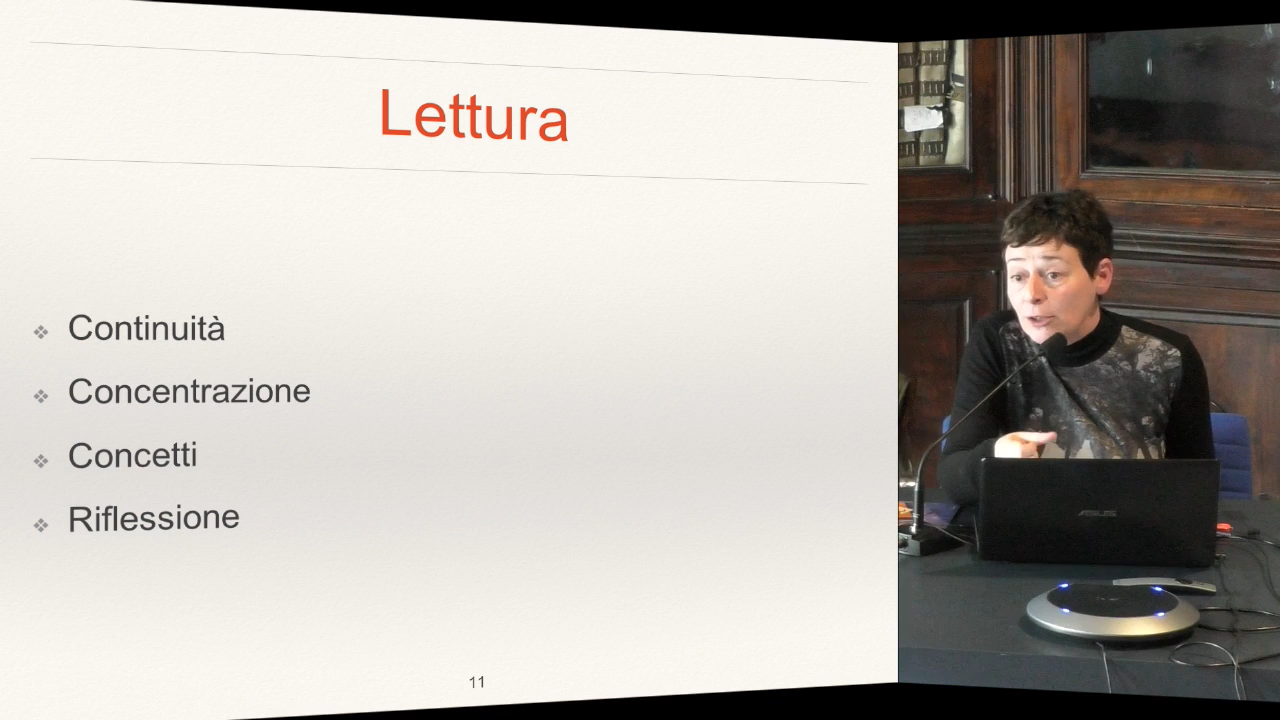 Lettura
Continuità
Concentrazione
Concetti
Riflessione
11
ASUS